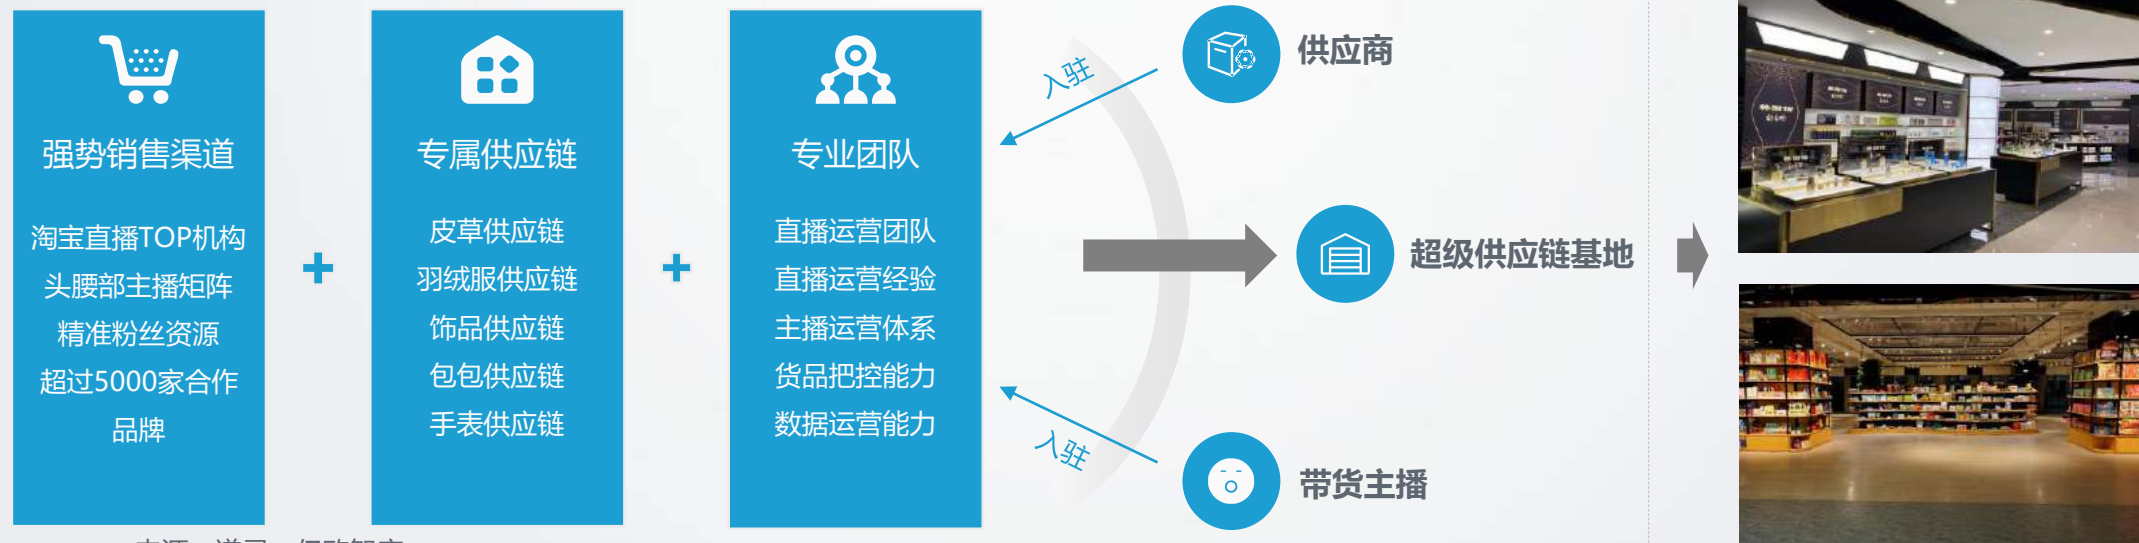 强势销售渠道
淘宝直播TOP机构
头腰部主播矩阵
精准粉丝资源
超过5000家合作
品牌
专属供应链
皮草供应链
羽绒服供应链
饰品供应链
包包供应链
手表供应链
专业团队
直播运营团队
直播运营经验
主播运营体系
货品把控能力
数据运营能力
入驻
供应商
超级供应链基地
入驻
带货主播